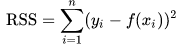 RSS = \sum_{i=1}^{n} (y_i - f(x_i))^2